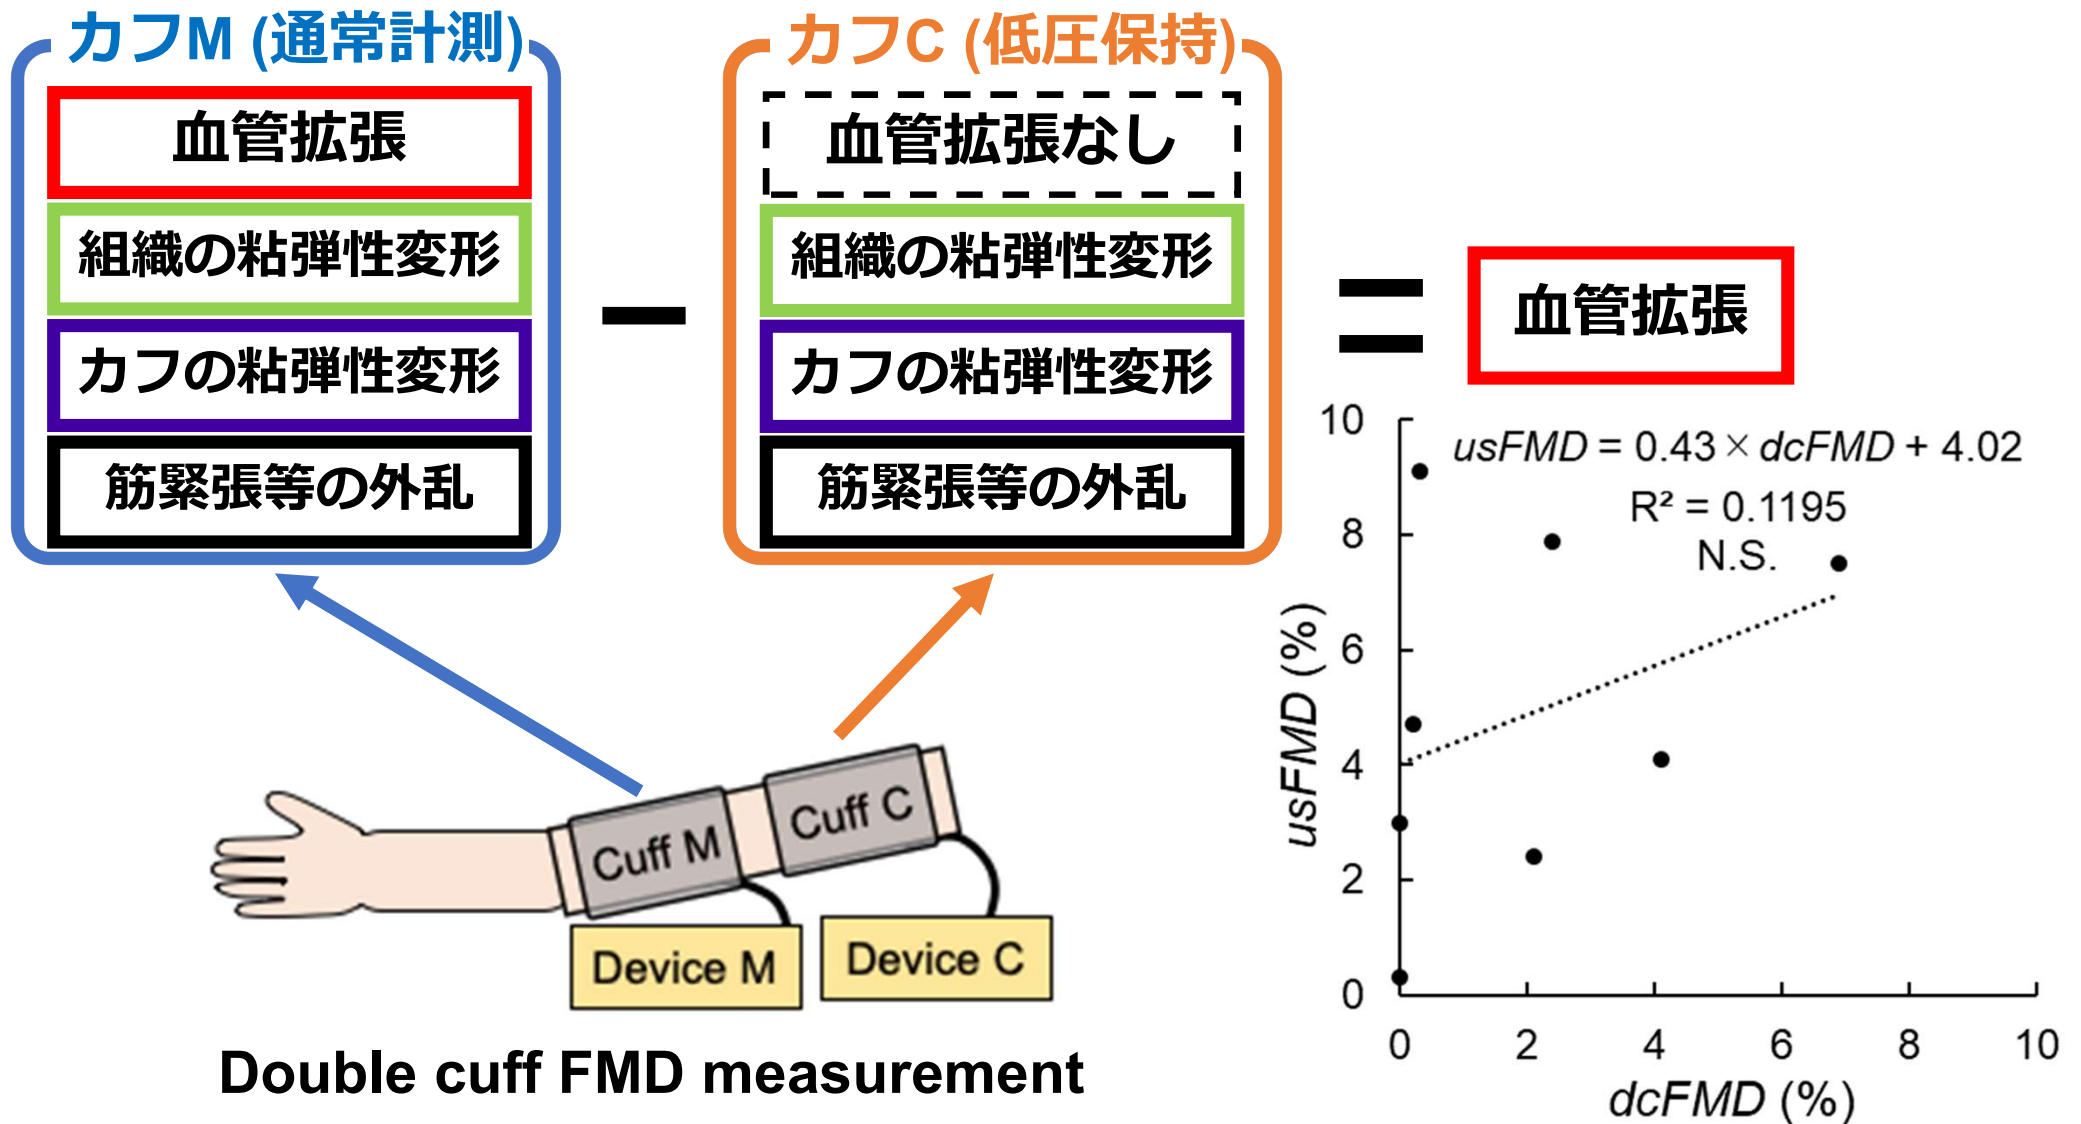 カフM (通常計測)
血管拡張
組織の粘弾性変形
カフの粘弾性変形
筋緊張等の外乱
カフC (低圧保持)
血管拡張なし
組織の粘弾性変形
カフの粘弾性変形
筋緊張等の外乱
血管拡張
Cuff M
Cuff C
Device M
Device C
Double cuff FMD measurement
usFMD = 0.43 × dcFMD + 4.02
R² = 0.1195
N.S.
usFMD (%)
10
8
6
4
2
0
0 2 4 6 8 10
dcFMD (%)